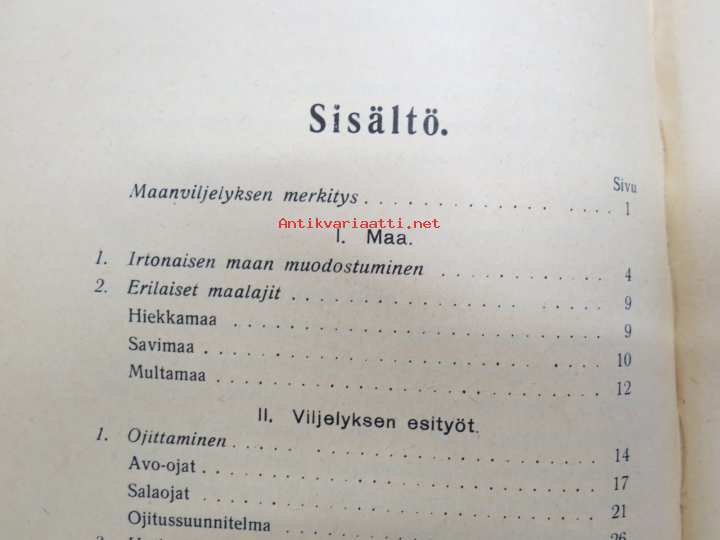 Sisältö.
Sivu
Maanviljelyksen merkitys . . . . . . . . . . . . . . . . . . 1
Antikvariaatti.net
I. Maa.
1. Irtonaisen maan muodostuminen . . . . . . . . . . . 4
2. Erilaiset maalajit . . . . . . . . . . . . . . . . . . . 9
Hiekkamaa . . . . . . . . . . . . . . . . . . . . . . . 9
Savimaa . . . . . . . . . . . . . . . . . . . . . . . . 10
Multamaa . . . . . . . . . . . . . . . . . . . . . . . 12
II. Viljelyksen esityöt.
1. Ojittaminen . . . . . . . . . . . . . . . . . . . . . . 14
Avo-ojat . . . . . . . . . . . . . . . . . . . . . . . . 17
Salaojat . . . . . . . . . . . . . . . . . . . . . . . . 21
Ojitussuunnitelma . . . . . . . . . . . . . . . . . . . 26